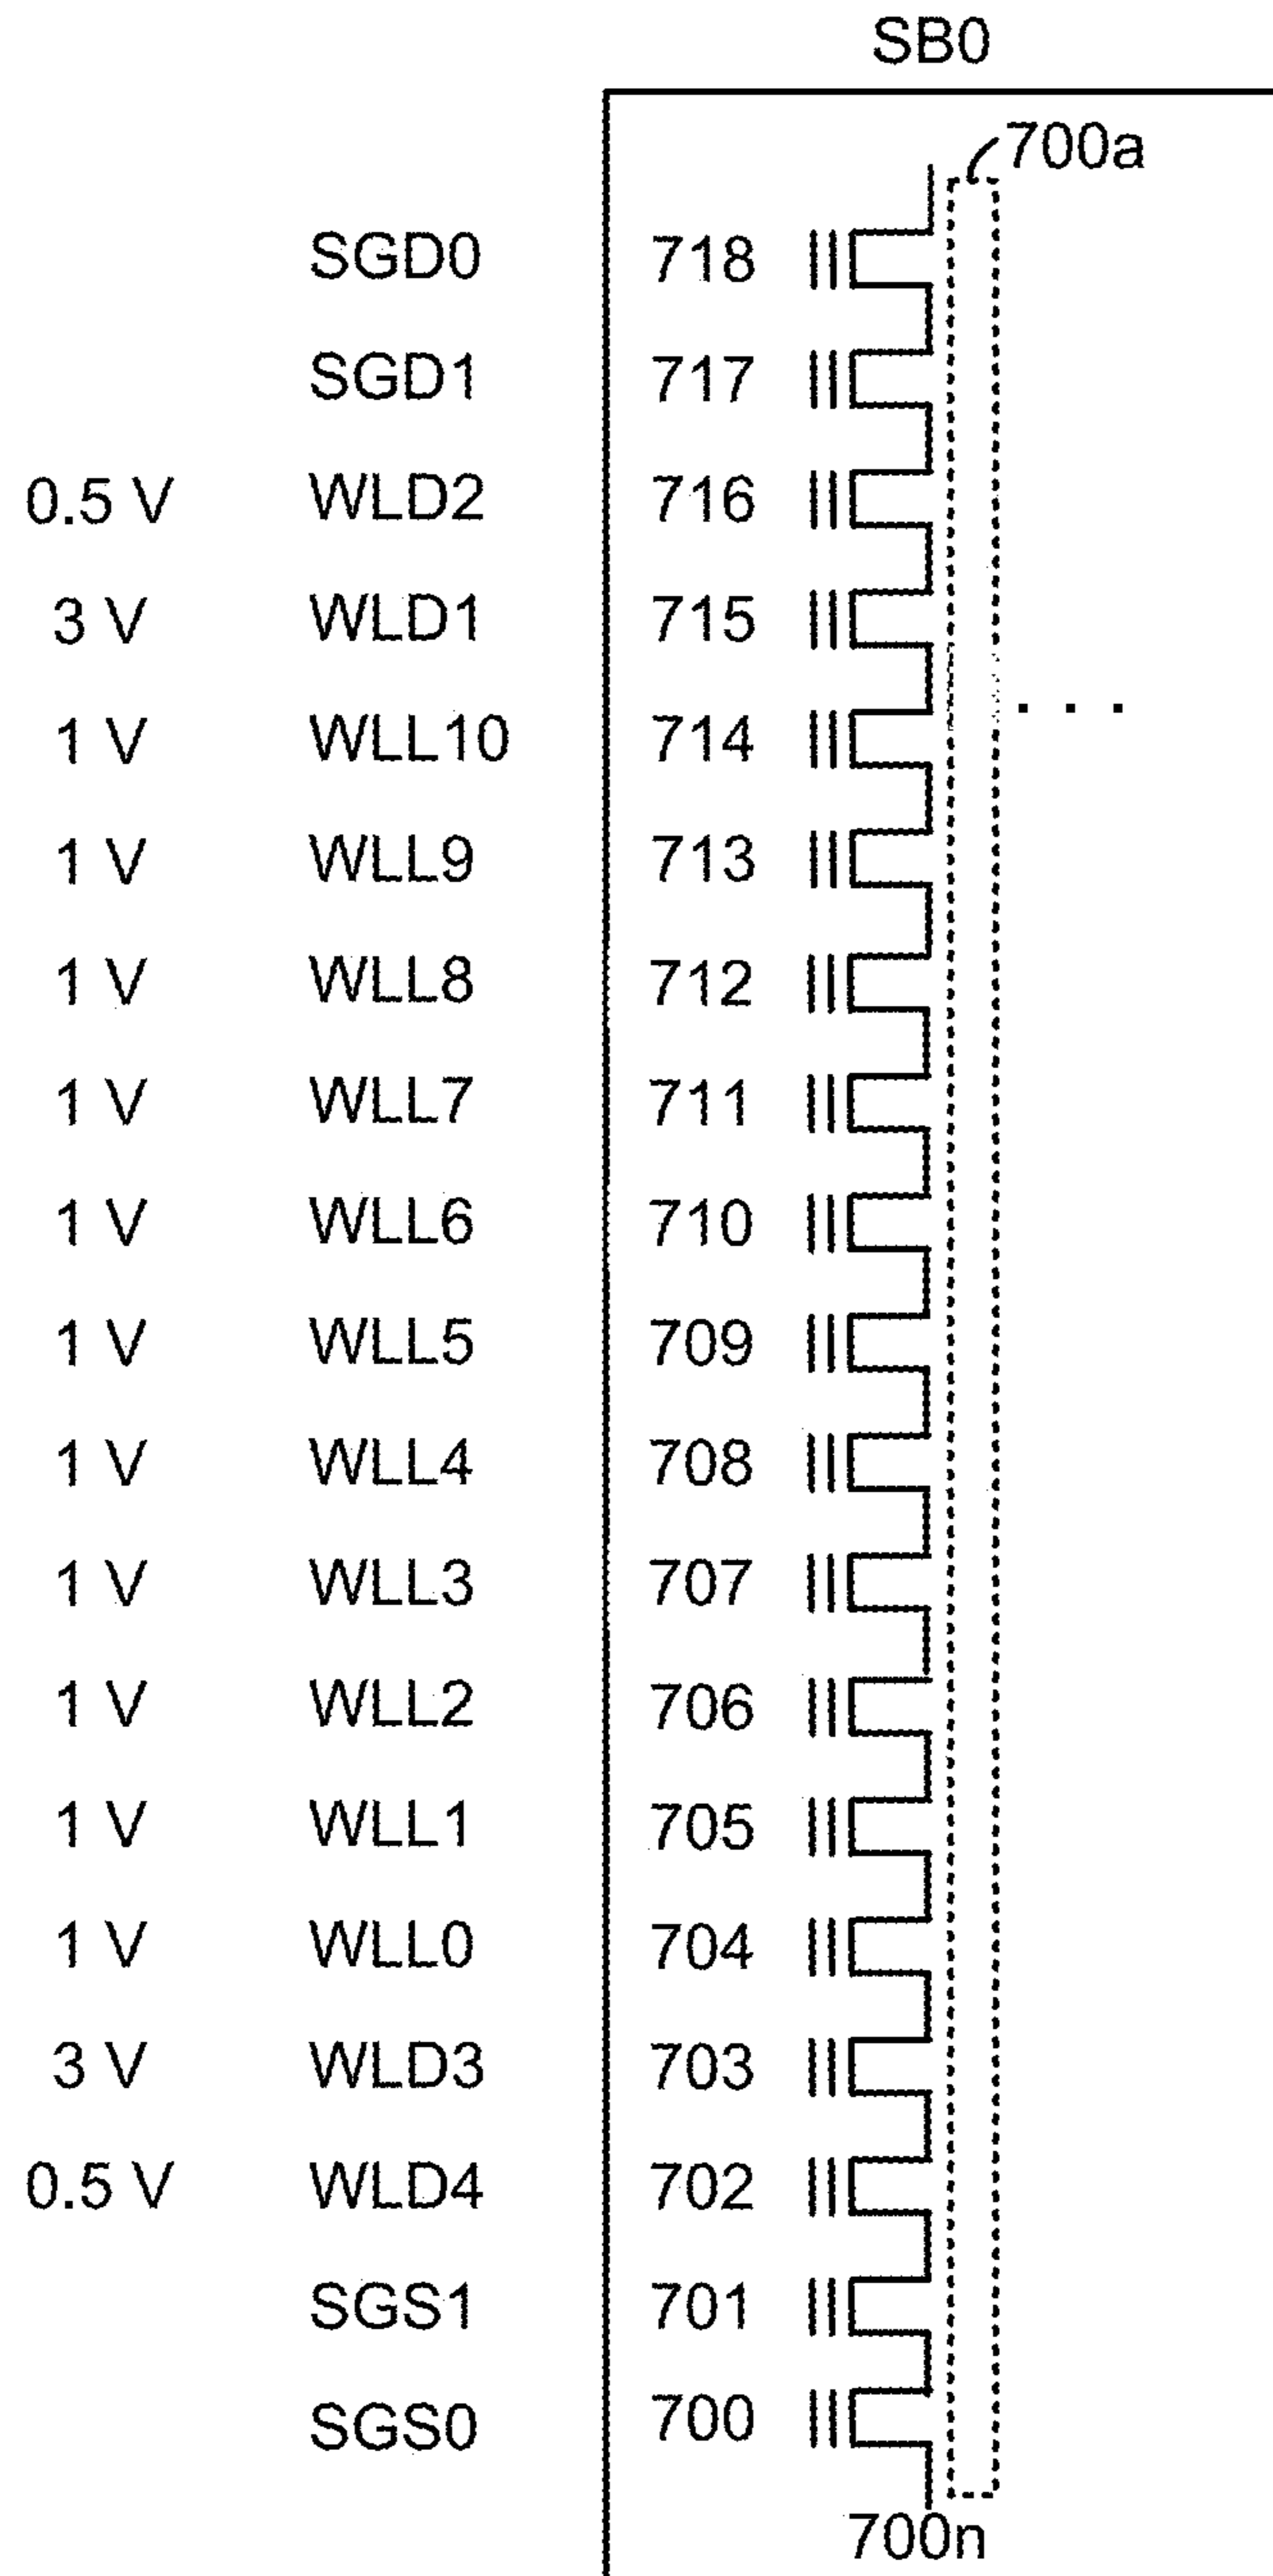 SB0
700a
SGD0 718
SGD1 717
0.5 V WLD2 716
3 V WLD1 715
1 V WLL10 714
. . .
1 V WLL9 713
1 V WLL8 712
1 V WLL7 711
1 V WLL6 710
1 V WLL5 709
1 V WLL4 708
1 V WLL3 707
1 V WLL2 706
1 V WLL1 705
1 V WLL0 704
3 V WLD3 703
0.5 V WLD4 702
SGS1 701
SGS0 700
700n